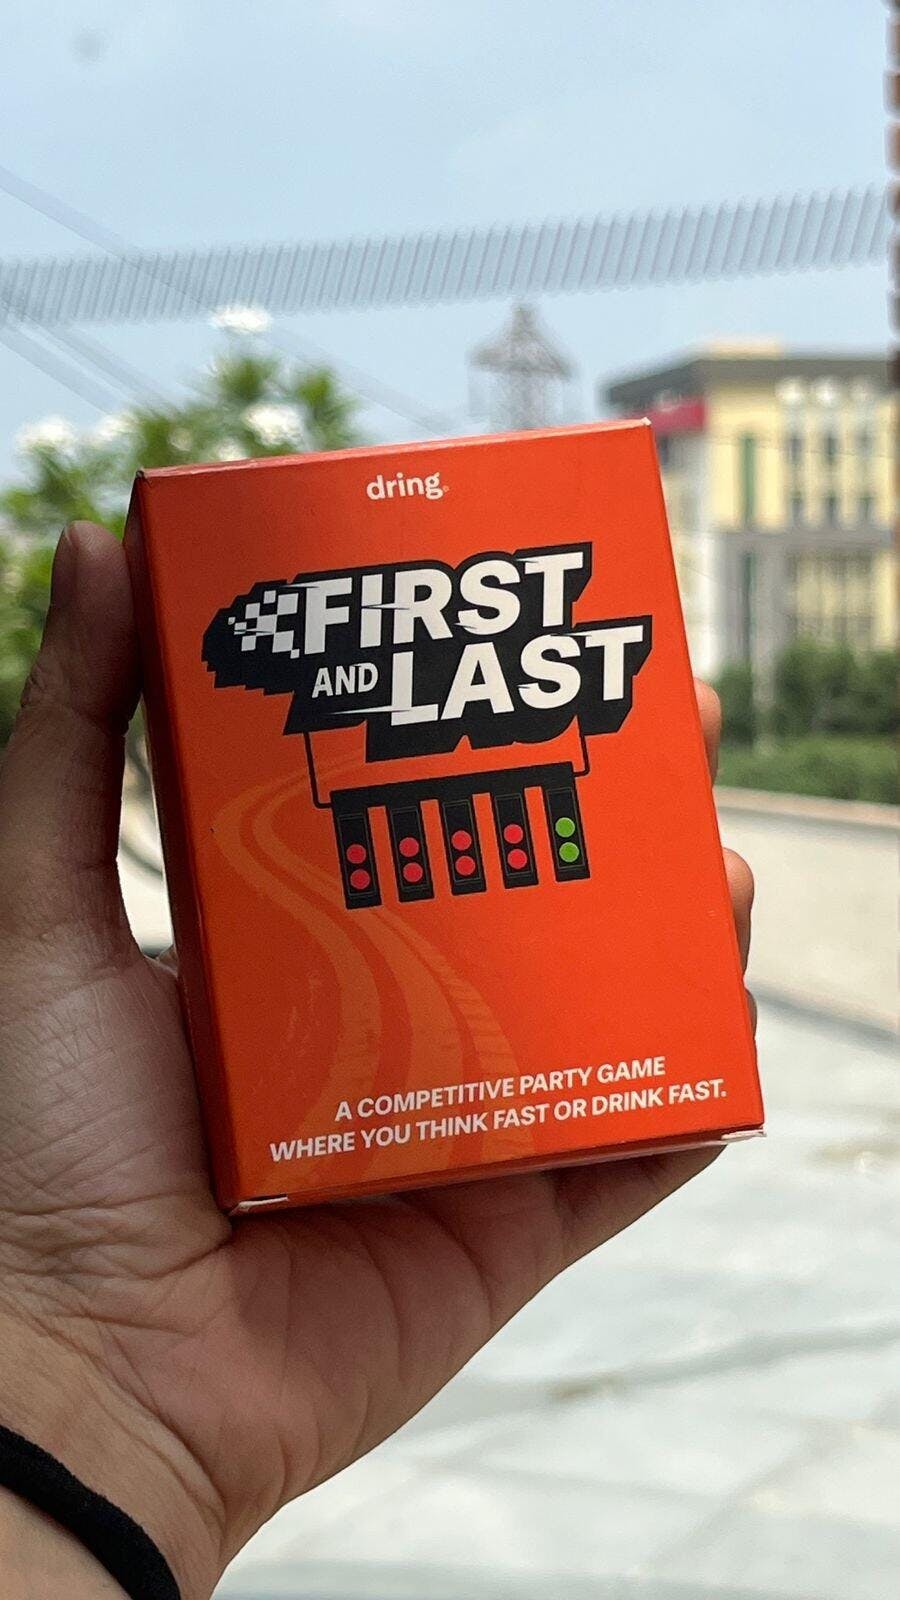 dring
FIRST
AND LAST
A COMPETITIVE PARTY GAME
WHERE YOU THINK FAST OR DRINK FAST.